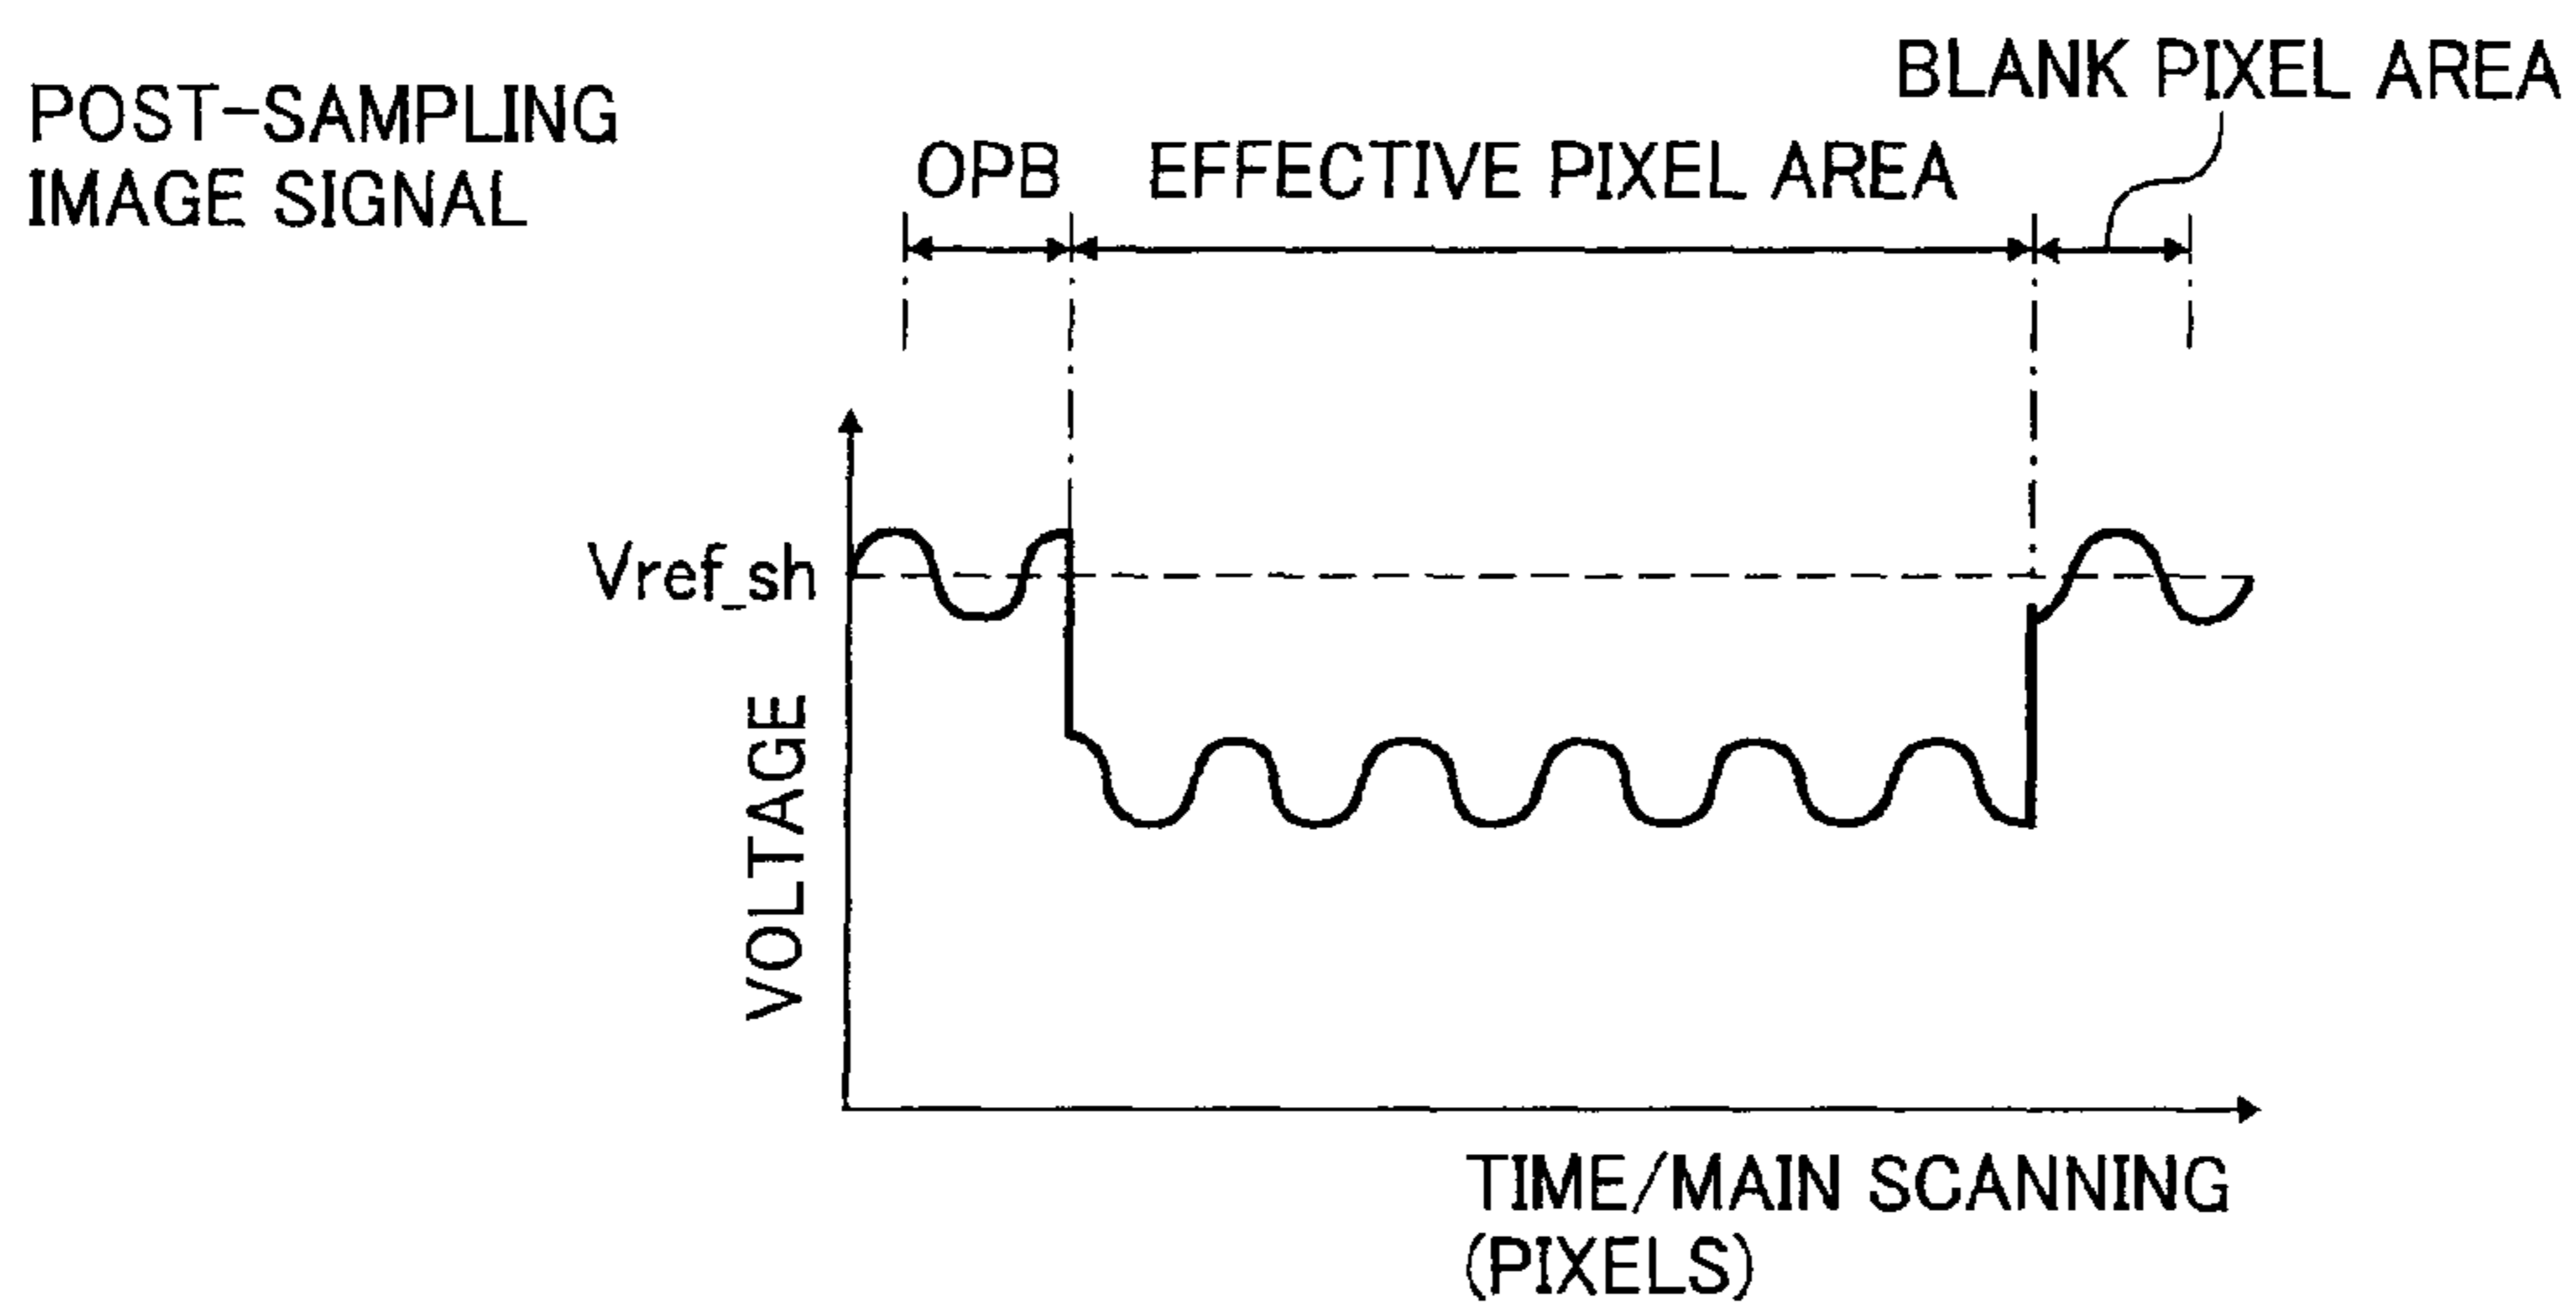 POST-SAMPLING
IMAGE SIGNAL
BLANK PIXEL AREA
OPB
EFFECTIVE PIXEL AREA
Vref_sh
VOLTAGE
TIME/MAIN SCANNING
(PIXELS)